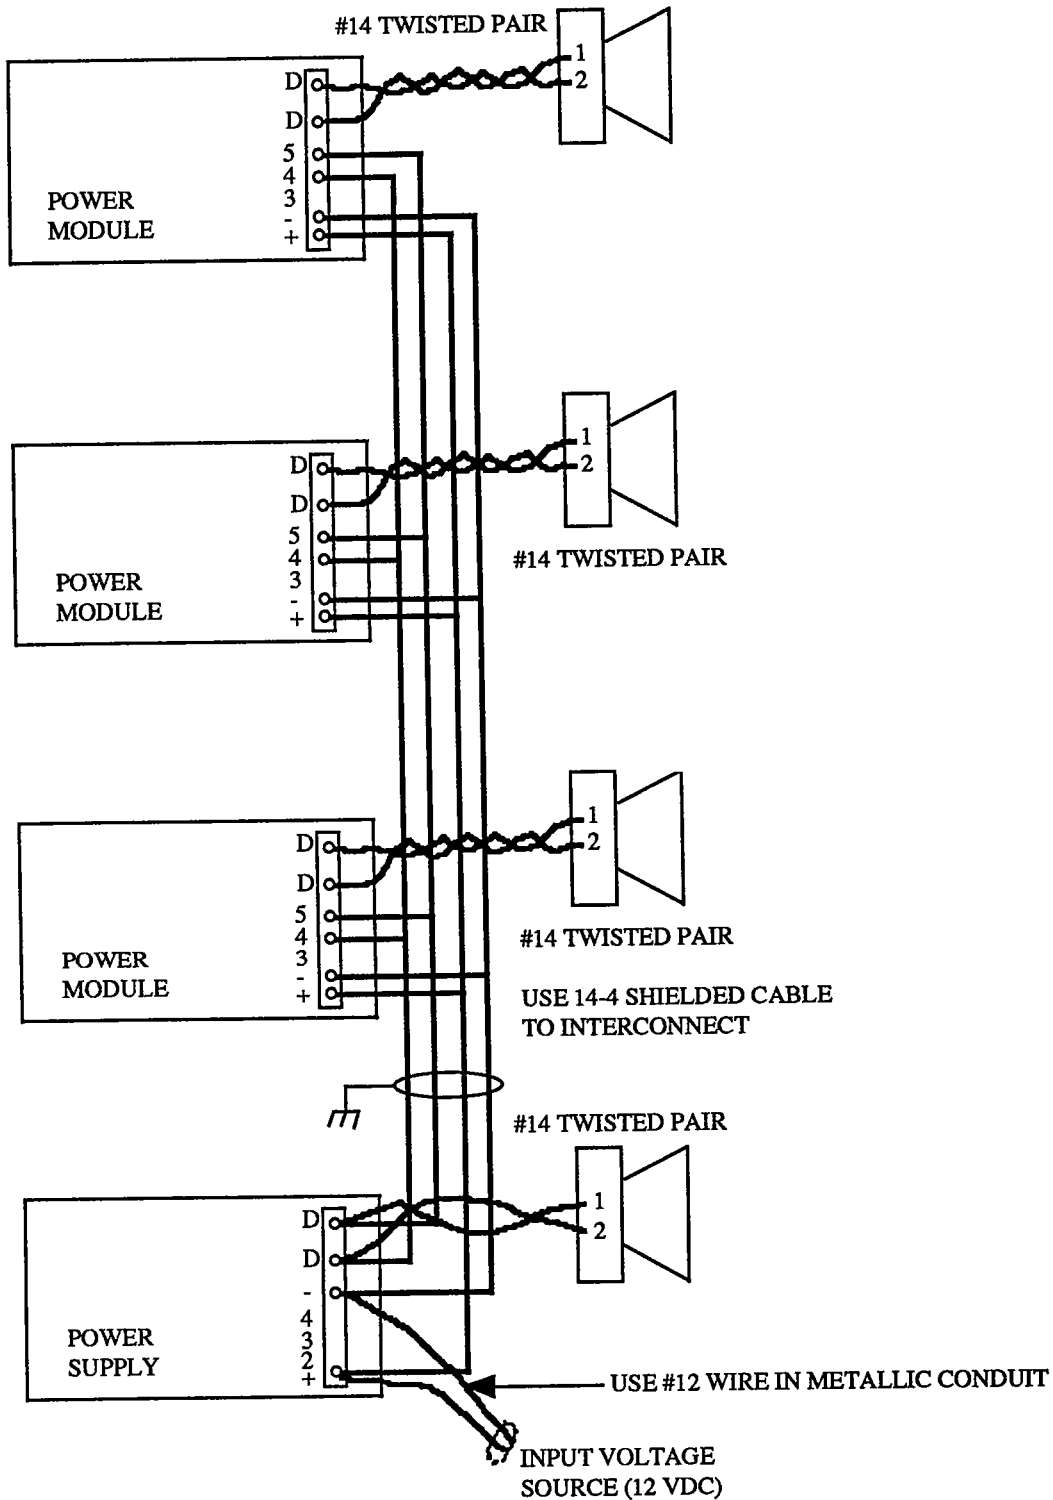 #14 TWISTED PAIR
1
2
D
D
5
4
3
-
+
POWER
MODULE
1
2
D
D
5
4
3
-
+
#14 TWISTED PAIR
POWER
MODULE
1
2
D
D
5
4
3
-
+
#14 TWISTED PAIR
POWER
MODULE
USE 14-4 SHIELDED CABLE
TO INTERCONNECT
#14 TWISTED PAIR
1
2
D
D
-
4
3
2
+
POWER
SUPPLY
USE #12 WIRE IN METALLIC CONDUIT
INPUT VOLTAGE
SOURCE (12 VDC)